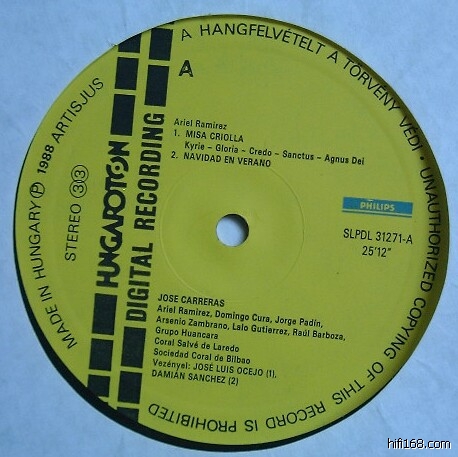 A HANGFELVÉTELT A TÖRVÉNY VÉDI · UNAUTHORIZED COPYING OF THIS RECORD IS PROHIBITED
MADE IN HUNGARY Ⓟ 1988 ARTISJUS
STEREO 33
HUNGAROTON
DIGITAL RECORDING
A
Ariel Ramirez
1. MISA CRIOLLA
Kyrie – Gloria – Credo – Sanctus – Agnus Dei
2. NAVIDAD EN VERANO
PHILIPS
SLPDL 31271-A
25'12"
JOSE CARRERAS
Ariel Ramirez, Domingo Cura, Jorge Padín,
Arsenio Zambrano, Lalo Gutierrez, Raúl Barboza,
Grupo Huancara
Coral Salvé de Laredo
Sociedad Coral de Bilbao
Vezényel: JOSÉ LUIS OCEJO (1),
DAMIÁN SANCHEZ (2)
hifi168.com